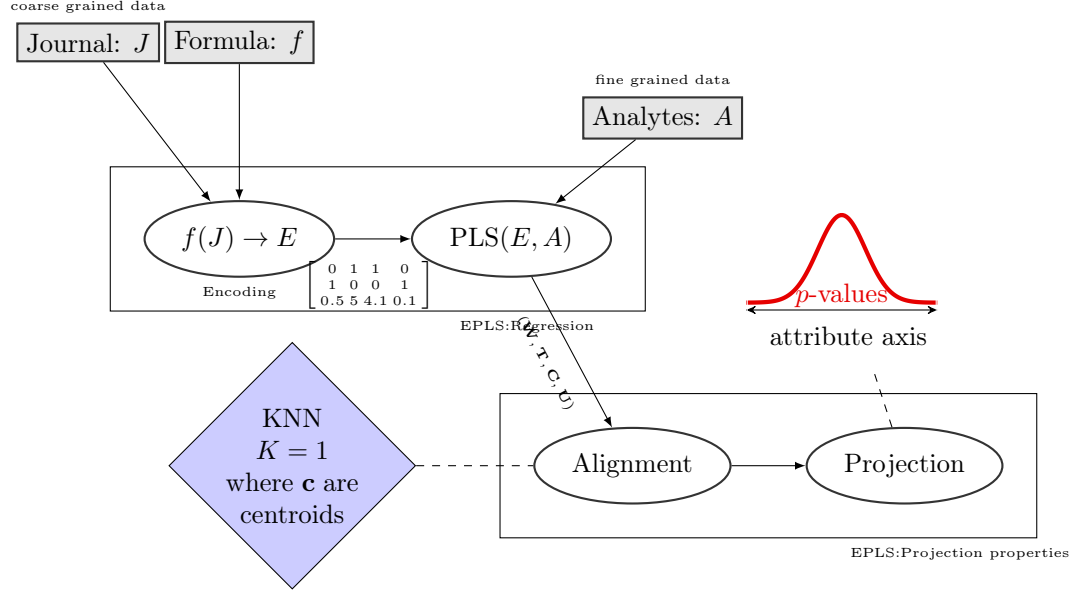 coarse grained data
Journal: J
Formula: f
fine grained data
Analytes: A
f(J) → E
PLS(E, A)
Encoding
0 1 1 0
1 0 0 1
0.5 5 4.1 0.1
EPLS:Regression
(W, T, C, U)
p-values
attribute axis
KNN
K = 1
where c are
centroids
Alignment
Projection
EPLS:Projection properties